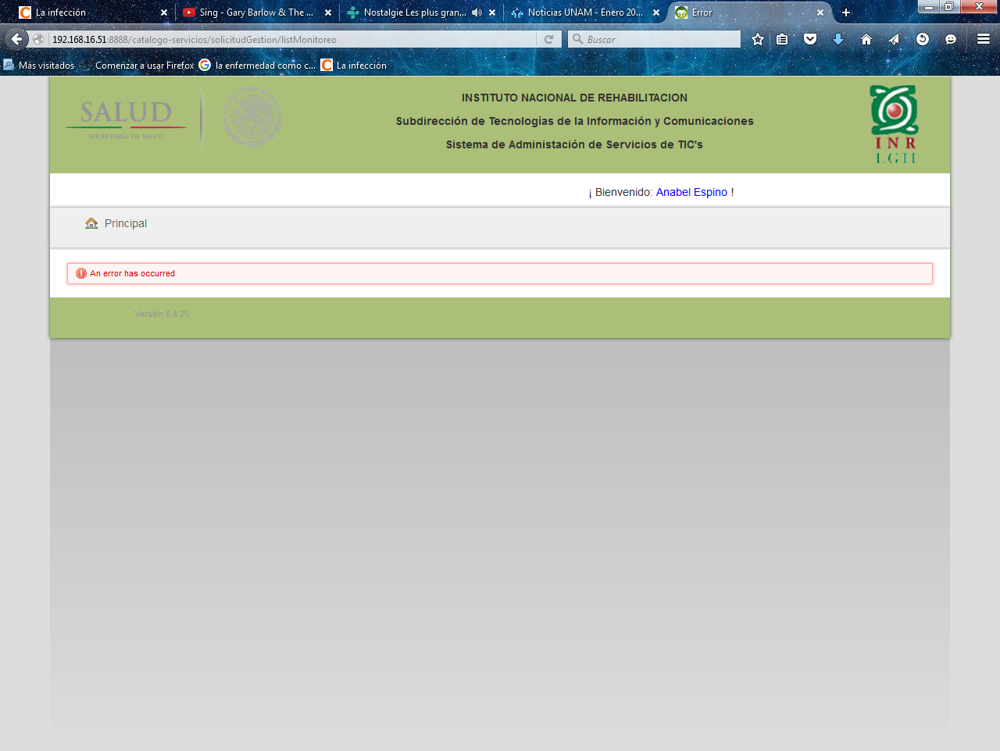 La infección
Sing - Gary Barlow & The ...
Nostalgie Les plus gran...
Noticias UNAM - Enero 20...
Error
192.168.16.51:8888/catalogo-servicios/solicitudGestion/listMonitoreo
Buscar
Más visitados
Comenzar a usar Firefox
la enfermedad como c...
La infección
SALUD
SECRETARÍA DE SALUD
INSTITUTO NACIONAL DE REHABILITACION
Subdirección de Tecnologías de la Información y Comunicaciones
Sistema de Administación de Servicios de TIC's
INR
LGII
¡ Bienvenido: Anabel Espino !
Principal
An error has occurred
Versión 0.4.25